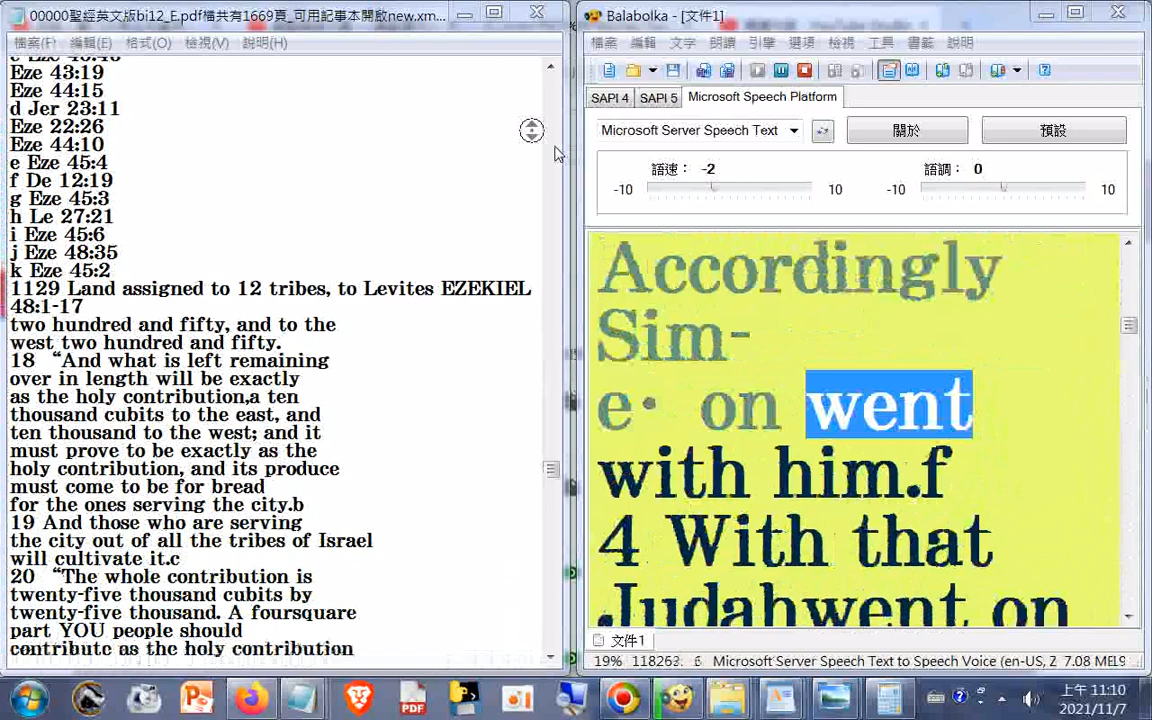 00000聖經英文版bi12_E.pdf檔共有1669頁_可用記事本開啟new.xm...
檔案(F) 編輯(E) 格式(O) 檢視(V) 說明(H)
Eze 43:19
Eze 44:15
d Jer 23:11
Eze 22:26
Eze 44:10
e Eze 45:4
f De 12:19
g Eze 45:3
h Le 27:21
i Eze 45:6
j Eze 48:35
k Eze 45:2
1129 Land assigned to 12 tribes, to Levites EZEKIEL
48:1-17
two hundred and fifty, and to the
west two hundred and fifty.
18 “And what is left remaining
over in length will be exactly
as the holy contribution,a ten
thousand cubits to the east, and
ten thousand to the west; and it
must prove to be exactly as the
holy contribution, and its produce
must come to be for bread
for the ones serving the city.b
19 And those who are serving
the city out of all the tribes of Israel
will cultivate it.c
20 “The whole contribution is
twenty-five thousand cubits by
twenty-five thousand. A foursquare
part YOU people should
contribute as the holy contribution
Balabolka - [文件1]
檔案 編輯 文字 朗讀 引擎 選項 檢視 工具 書籤 說明
SAPI 4 SAPI 5 Microsoft Speech Platform
Microsoft Server Speech Text 關於 預設
語速： -2 語調： 0
-10 10 -10 10
Accordingly
Sim-
e· on went
with him.f
4 With that
Judahwent on
文件1
19% 118263: 6 Microsoft Server Speech Text to Speech Voice (en-US, Z 7.08 МЕ19%
PDF
上午 11:10
2021/11/7